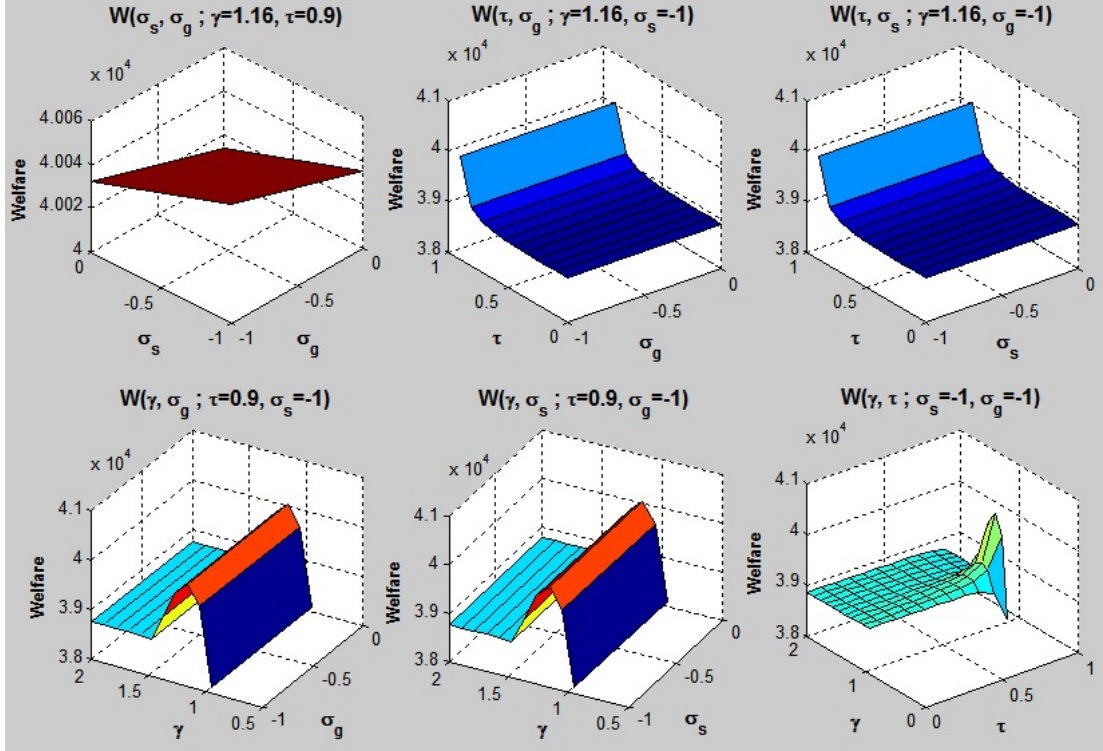 W(σs, σg ; γ=1.16, τ=0.9)
x 10^4
4.006
4.004
4.002
4
Welfare
0
-0.5
-1
σs
-1
-0.5
0
σg
W(τ, σg ; γ=1.16, σs=-1)
x 10^4
4.1
4
3.9
3.8
Welfare
1
0.5
0
τ
-1
-0.5
0
σg
W(τ, σs ; γ=1.16, σg=-1)
x 10^4
4.1
4
3.9
3.8
Welfare
1
0.5
0
τ
-1
-0.5
0
σs
W(γ, σg ; τ=0.9, σs=-1)
x 10^4
4.1
4
3.9
3.8
Welfare
2
1.5
1
0.5
γ
-1
-0.5
0
σg
W(γ, σs ; τ=0.9, σg=-1)
x 10^4
4.1
4
3.9
3.8
Welfare
2
1.5
1
0.5
γ
-1
-0.5
0
σs
W(γ, τ ; σs=-1, σg=-1)
x 10^4
4.1
4
3.9
3.8
Welfare
2
1
0
γ
0
0.5
1
τ